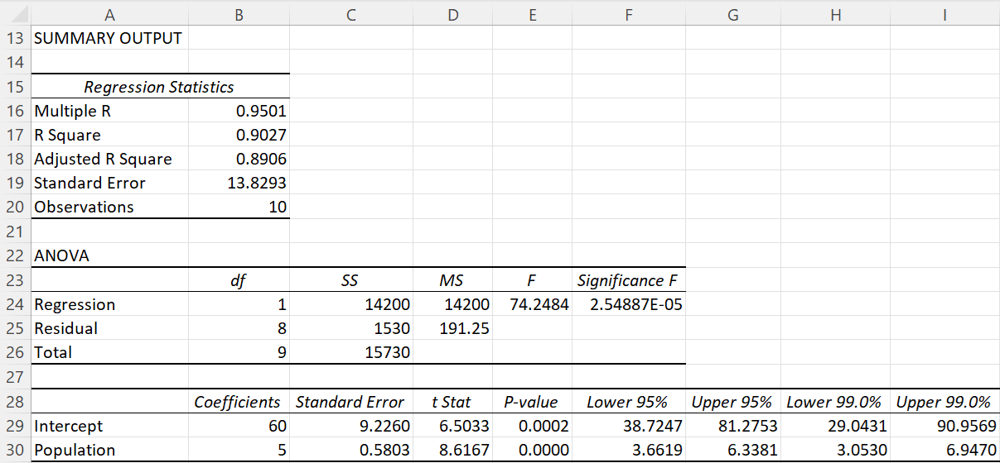 A B C D E F G H I
13 SUMMARY OUTPUT
14
15 Regression Statistics
16 Multiple R 0.9501
17 R Square 0.9027
18 Adjusted R Square 0.8906
19 Standard Error 13.8293
20 Observations 10
21
22 ANOVA
23 df SS MS F Significance F
24 Regression 1 14200 14200 74.2484 2.54887E-05
25 Residual 8 1530 191.25
26 Total 9 15730
27
28 Coefficients Standard Error t Stat P-value Lower 95% Upper 95% Lower 99.0% Upper 99.0%
29 Intercept 60 9.2260 6.5033 0.0002 38.7247 81.2753 29.0431 90.9569
30 Population 5 0.5803 8.6167 0.0000 3.6619 6.3381 3.0530 6.9470